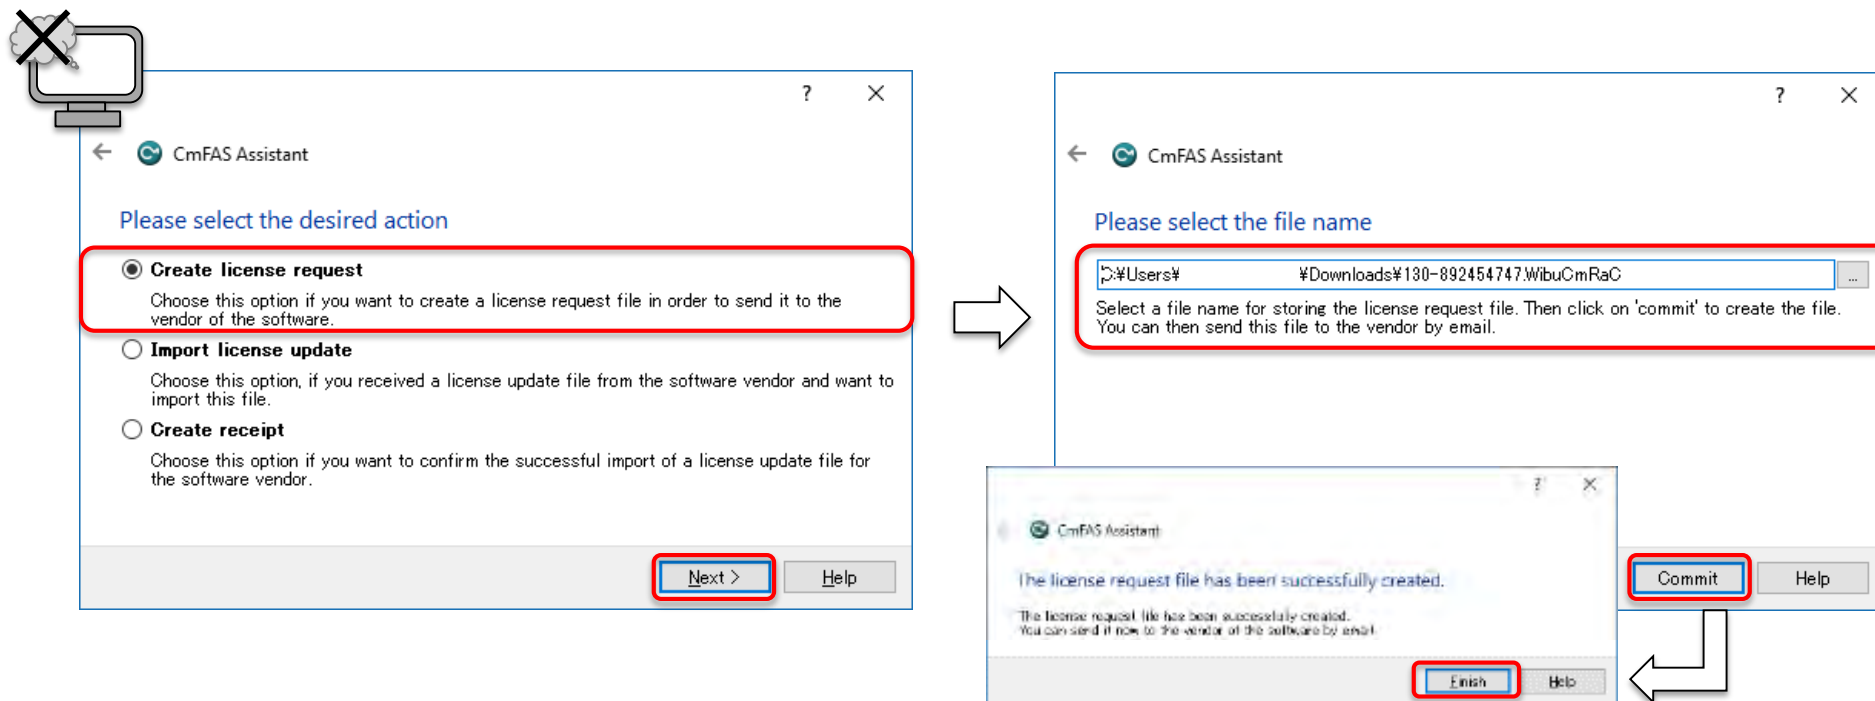 ?
CmFAS Assistant
Please select the desired action
Create license request
Choose this option if you want to create a license request file in order to send it to the
vendor of the software.
Import license update
Choose this option, if you received a license update file from the software vendor and want to
import this file.
Create receipt
Choose this option if you want to confirm the successful import of a license update file for
the software vendor.
Next >
Help
?
CmFAS Assistant
Please select the file name
:¥Users¥ ¥Downloads¥130-892454747.WibuCmRaC
...
Select a file name for storing the license request file. Then click on 'commit' to create the file.
You can then send this file to the vendor by email.
Commit
Help
?
CmFAS Assistant
The license request file has been successfully created.
The license request file has been successfully created.
You can send it now to the vendor of the software by email.
Finish
Help